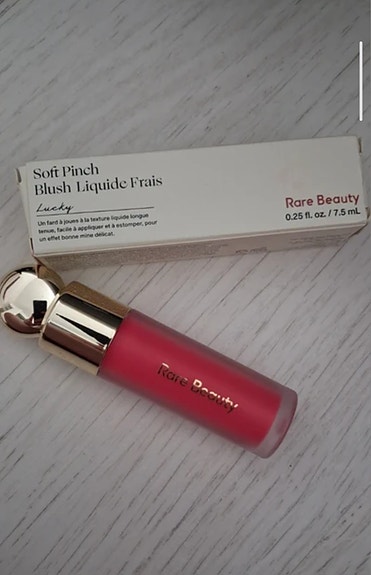 Soft Pinch
Blush Liquide Frais
Lucky
Un fard à joues à la texture liquide longue
tenue, facile à appliquer et à estomper, pour
un effet bonne mine délicat.
Rare Beauty
0.25 fl. oz. / 7.5 mL
Rare Beauty